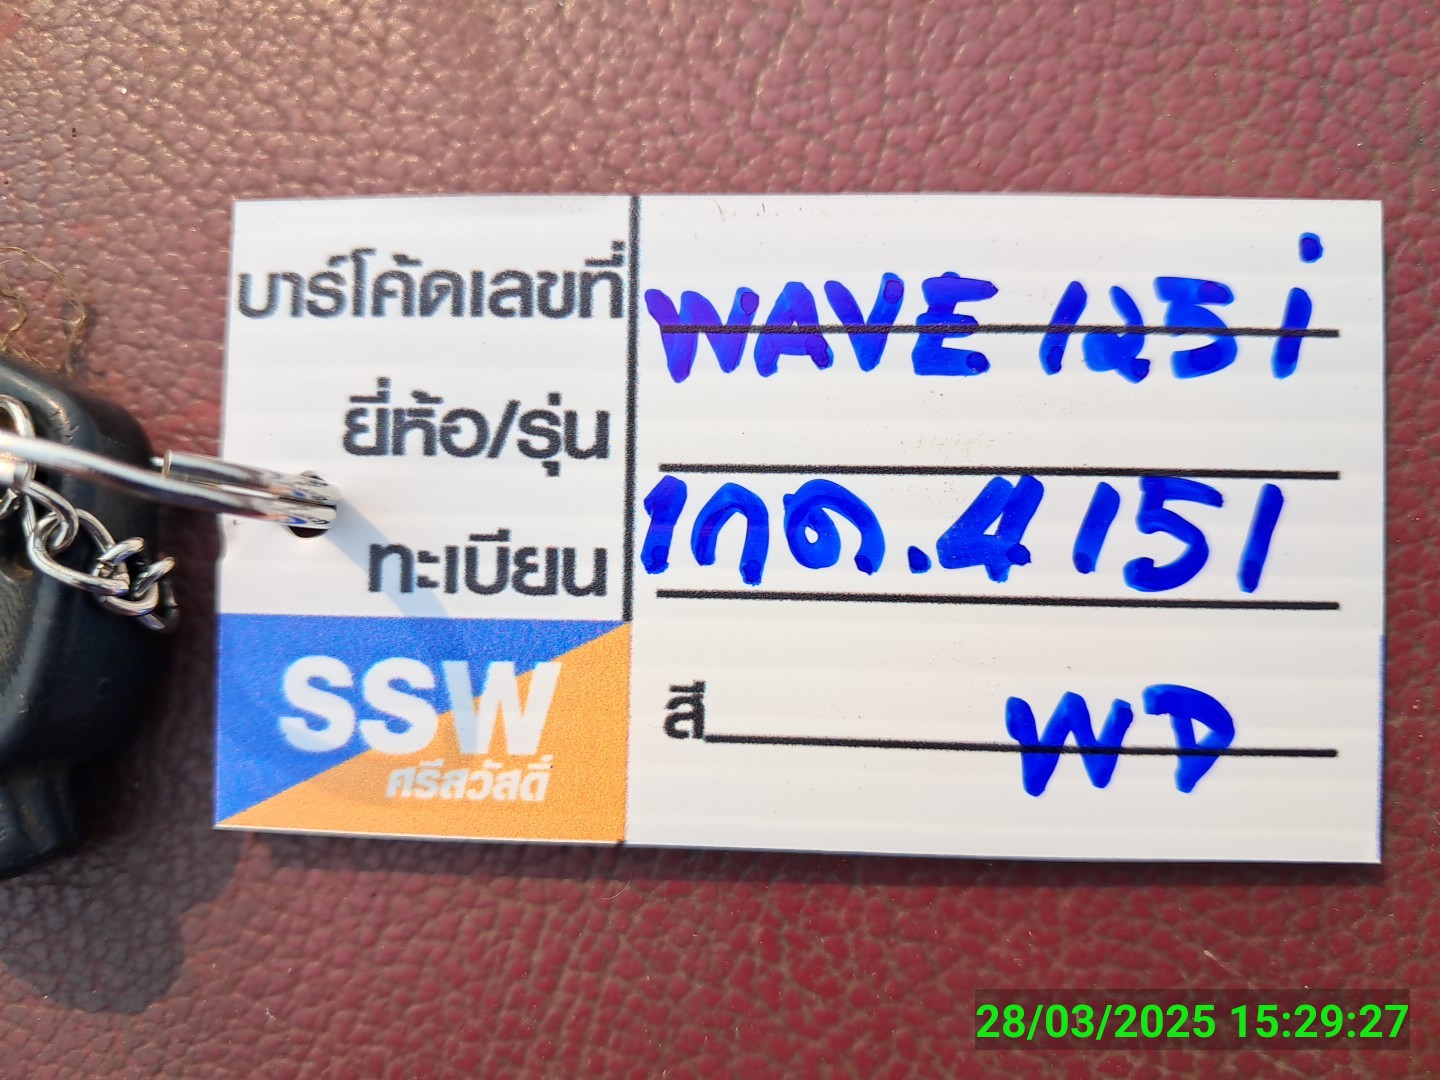 บาร์โค้ดเลขที่ WAVE 125 i
ยี่ห้อ/รุ่น
ทะเบียน 1กด.4151
SSW
ศรีสวัสดิ์
สี WD
28/03/2025 15:29:27